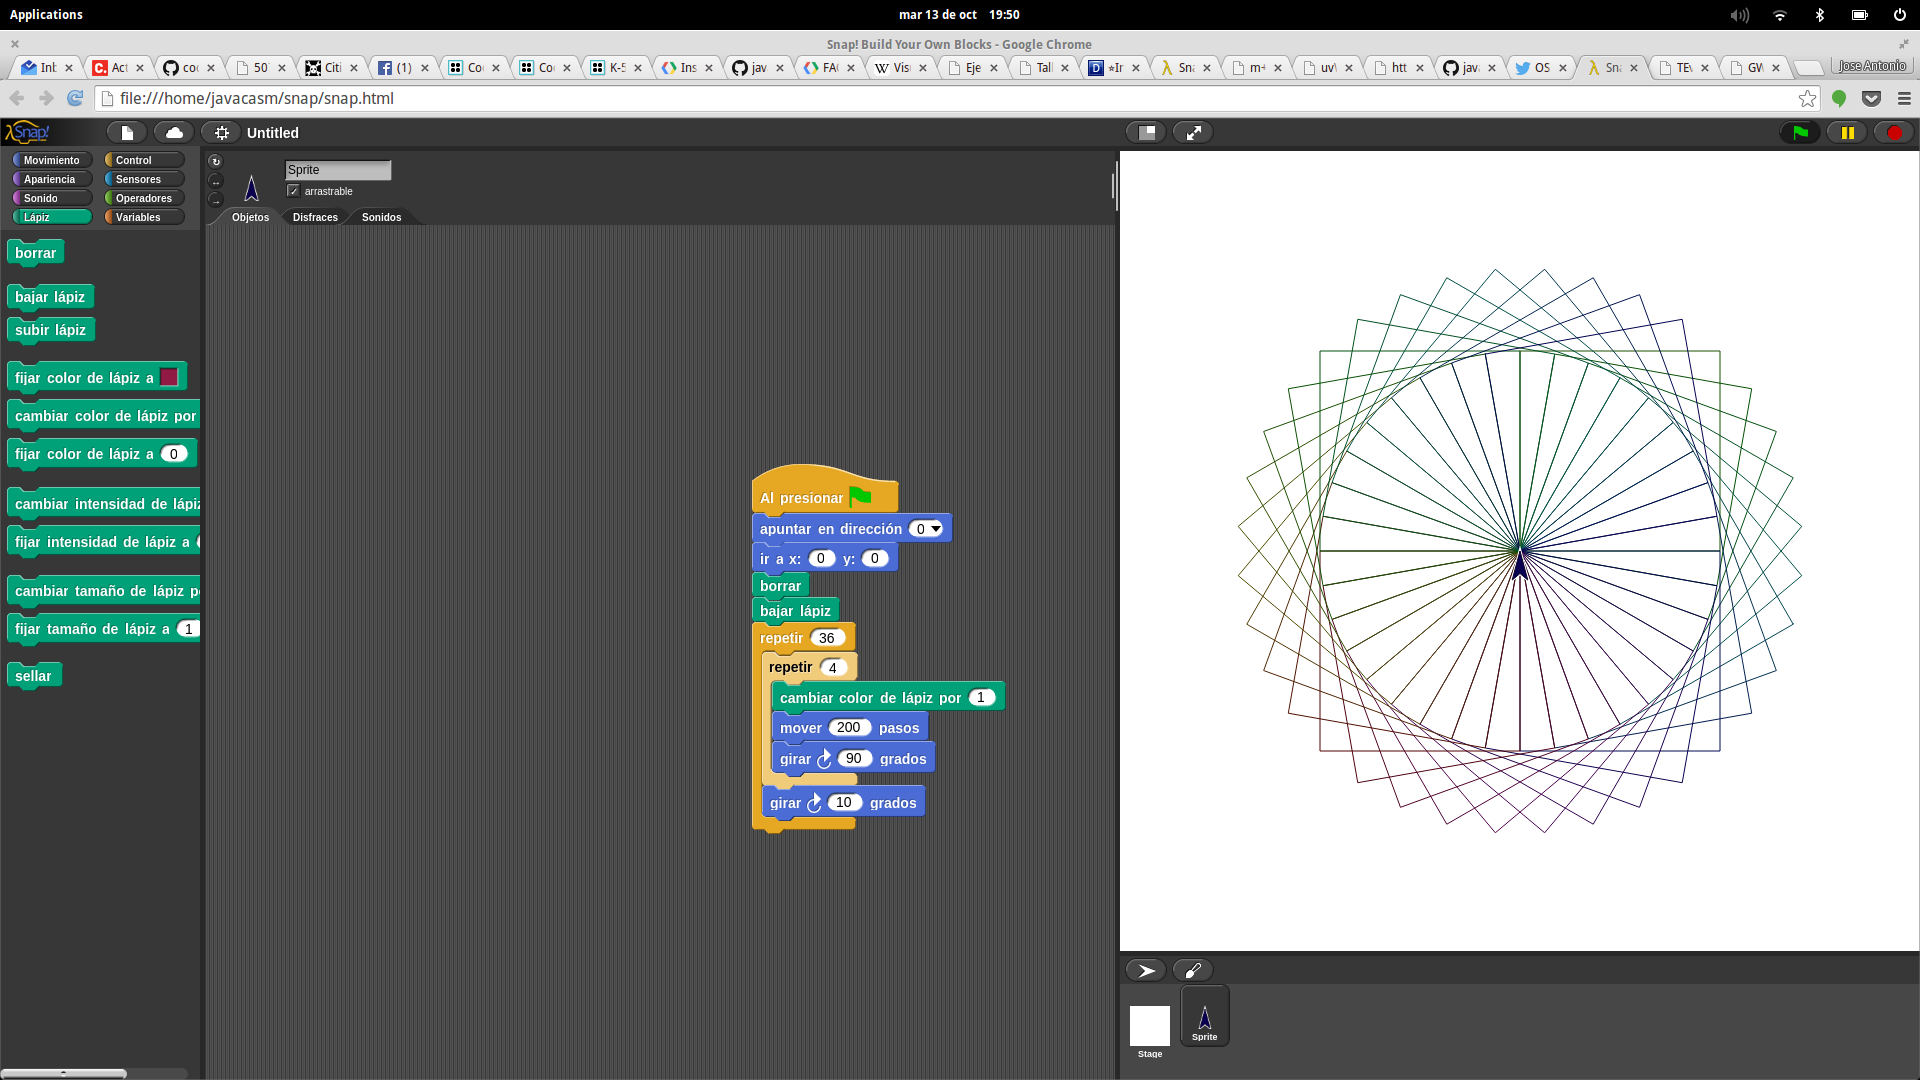 Applications
mar 13 de oct 19:50
Snap! Build Your Own Blocks - Google Chrome
Inb
Act
coc
50
Citi
(1)
Co
Co
K-5
Ins
jav
FAC
W Vis
Eje
Tall
D
Ir
λ Sna
m+
uv
htt
java
OS
λ Sna
TEv
GV
Jose Antonio
file:///home/javacasm/snap/snap.html
λSnap!
Untitled
Movimiento Control
Apariencia Sensores
Sonido Operadores
Lápiz Variables
Sprite
arrastrable
Objetos Disfraces Sonidos
borrar
bajar lápiz
subir lápiz
fijar color de lápiz a
cambiar color de lápiz por
fijar color de lápiz a 0
cambiar intensidad de lápiz
fijar intensidad de lápiz a
cambiar tamaño de lápiz p
fijar tamaño de lápiz a 1
sellar
Al presionar
apuntar en dirección 0
ir a x: 0 y: 0
borrar
bajar lápiz
repetir 36
repetir 4
cambiar color de lápiz por 1
mover 200 pasos
girar 90 grados
girar 10 grados
Sprite
Stage